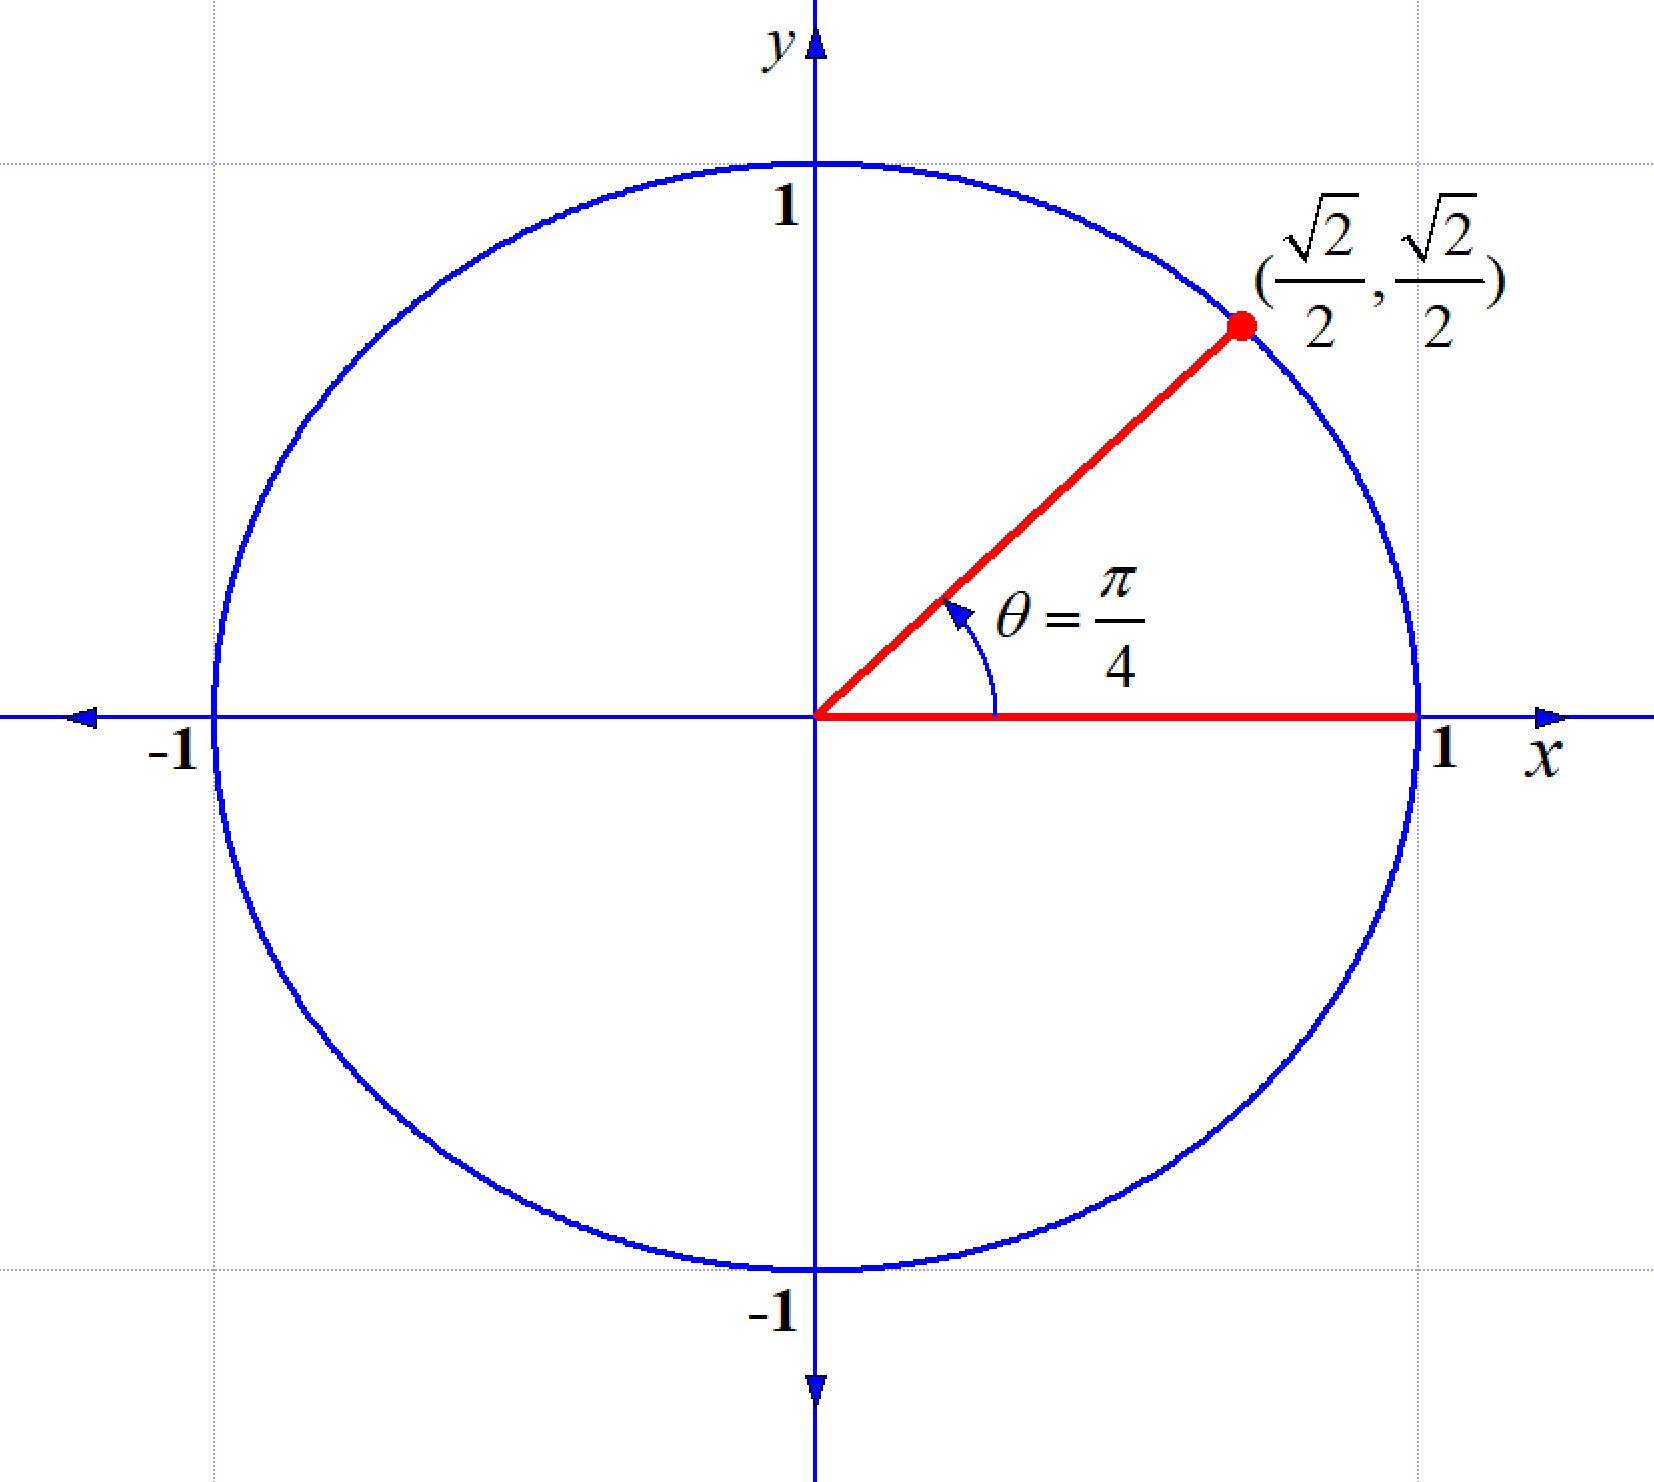 y
1
(√2/2, √2/2)
θ = π/4
-1
1
x
-1